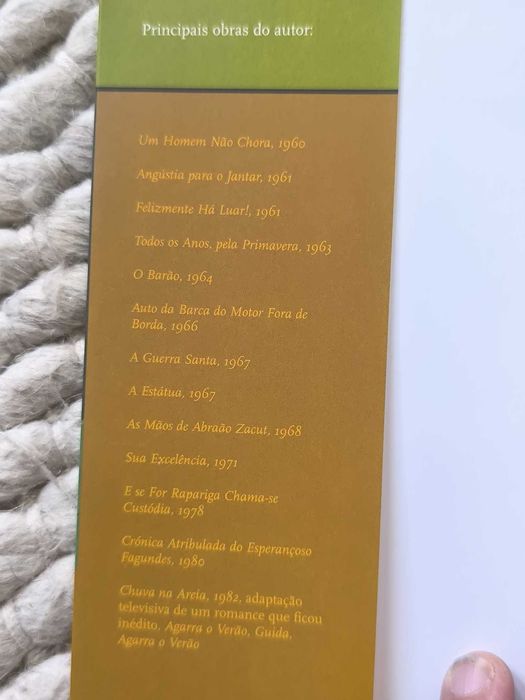 Principais obras do autor:
Um Homem Não Chora, 1960
Angústia para o Jantar, 1961
Felizmente Há Luar!, 1961
Todos os Anos, pela Primavera, 1963
O Barão, 1964
Auto da Barca do Motor Fora de
Borda, 1966
A Guerra Santa, 1967
A Estátua, 1967
As Mãos de Abraão Zacut, 1968
Sua Excelência, 1971
E se For Rapariga Chama-se
Custódia, 1978
Crónica Atribulada do Esperançoso
Fagundes, 1980
Chuva na Areia, 1982, adaptação
televisiva de um romance que ficou
inédito, Agarra o Verão, Guida,
Agarra o Verão